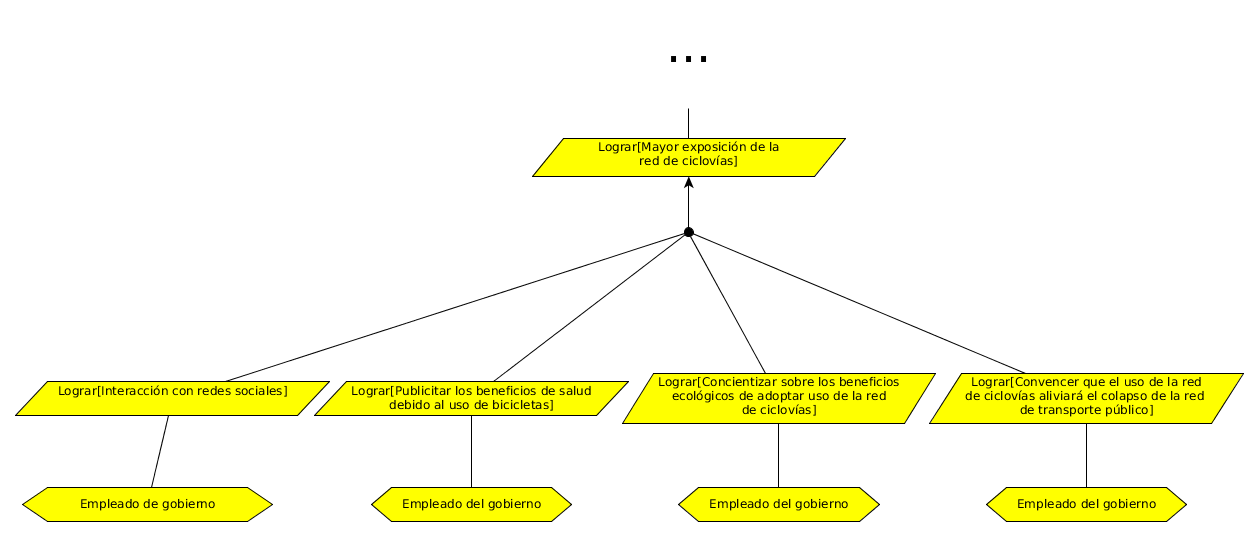 ...
Lograr[Mayor exposición de la
red de ciclovías]
Lograr[Interacción con redes sociales]
Lograr[Publicitar los beneficios de salud
debido al uso de bicicletas]
Lograr[Concientizar sobre los beneficios
ecológicos de adoptar uso de la red
de ciclovías]
Lograr[Convencer que el uso de la red
de ciclovías aliviará el colapso de la red
de transporte público]
Empleado de gobierno
Empleado del gobierno
Empleado del gobierno
Empleado del gobierno